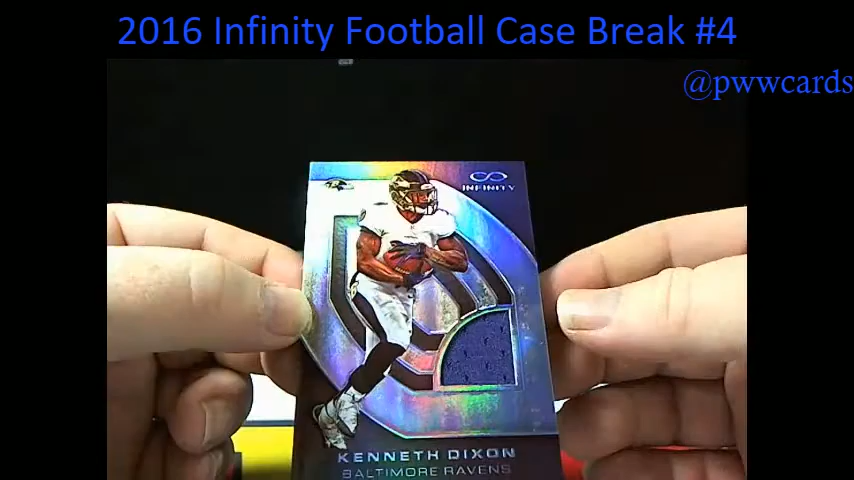 2016 Infinity Football Case Break #4
@pwwcards
INFINITY
KENNETH DIXON
BALTIMORE RAVENS